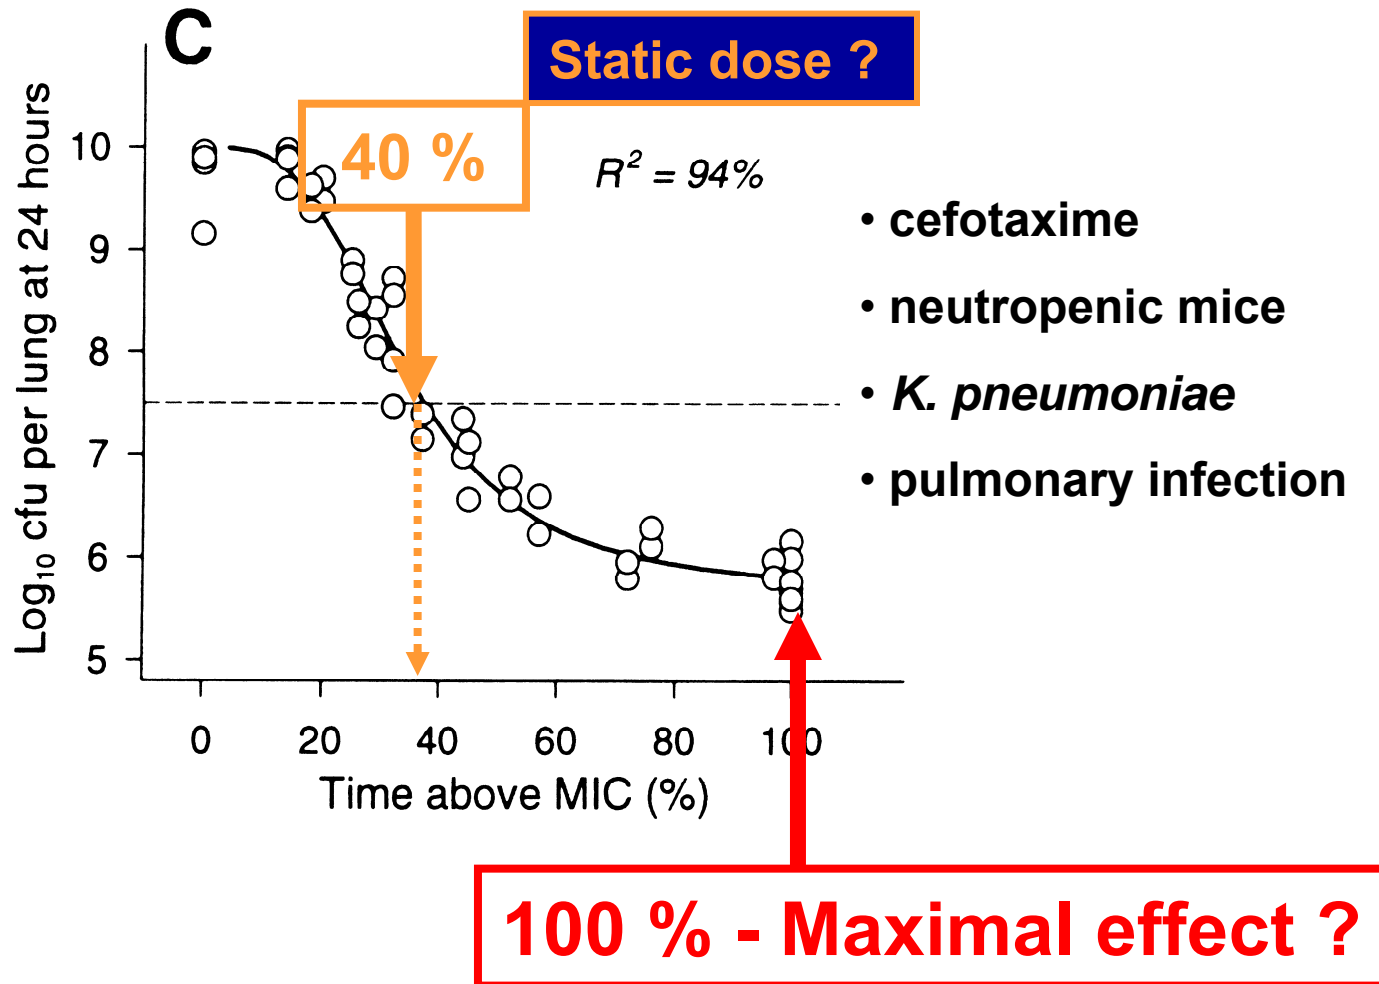 C
Static dose ?
40 %
R² = 94%
Log₁₀ cfu per lung at 24 hours
10
9
8
7
6
5
0 20 40 60 80 100
Time above MIC (%)
• cefotaxime
• neutropenic mice
• K. pneumoniae
• pulmonary infection
100 % - Maximal effect ?